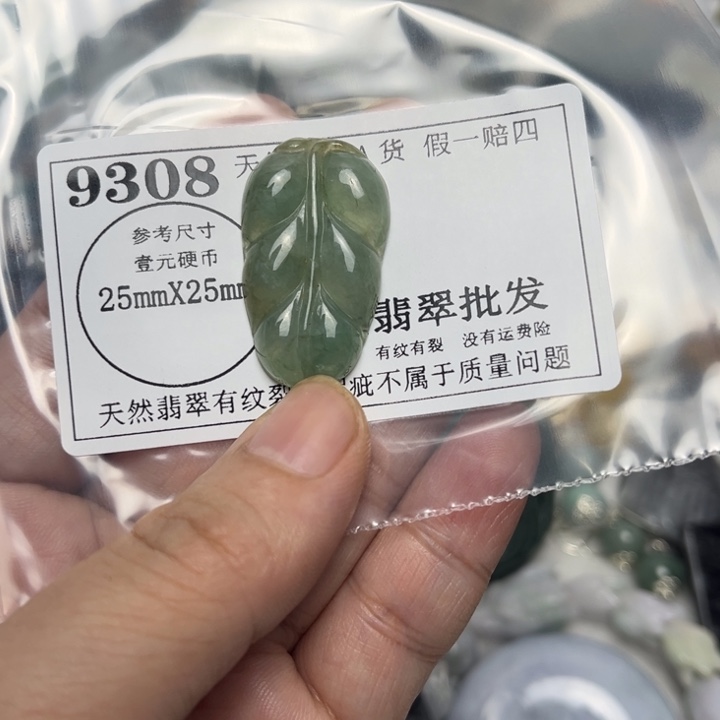 9308 天 货 假一赔四
参考尺寸
壹元硬币
25mmX25mm
翡翠批发
有纹有裂 没有运费险
天然翡翠有纹裂 疵不属于质量问题